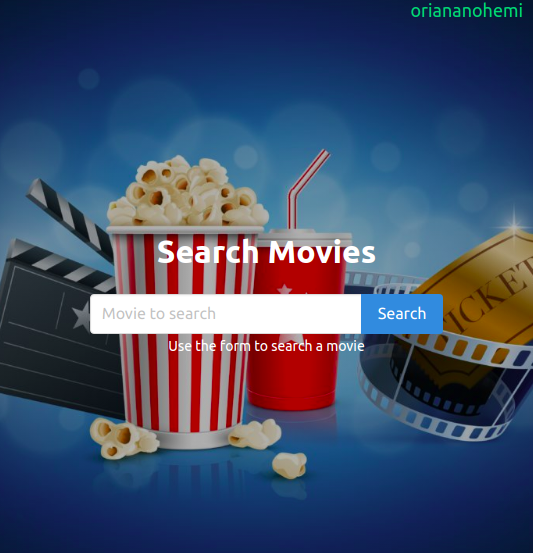 oriananohemi
Search Movies
Movie to search
Search
Use the form to search a movie
TICKET